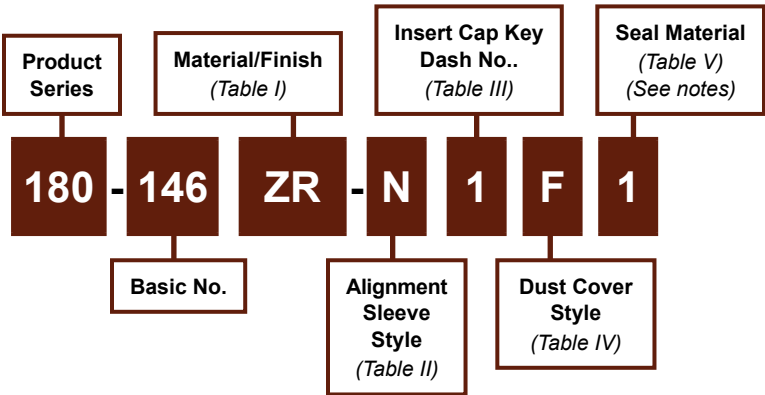 Product
Series
Material/Finish
(Table I)
Insert Cap Key
Dash No..
(Table III)
Seal Material
(Table V)
(See notes)
180 - 146 ZR - N 1 F 1
Basic No.
Alignment
Sleeve
Style
(Table II)
Dust Cover
Style
(Table IV)